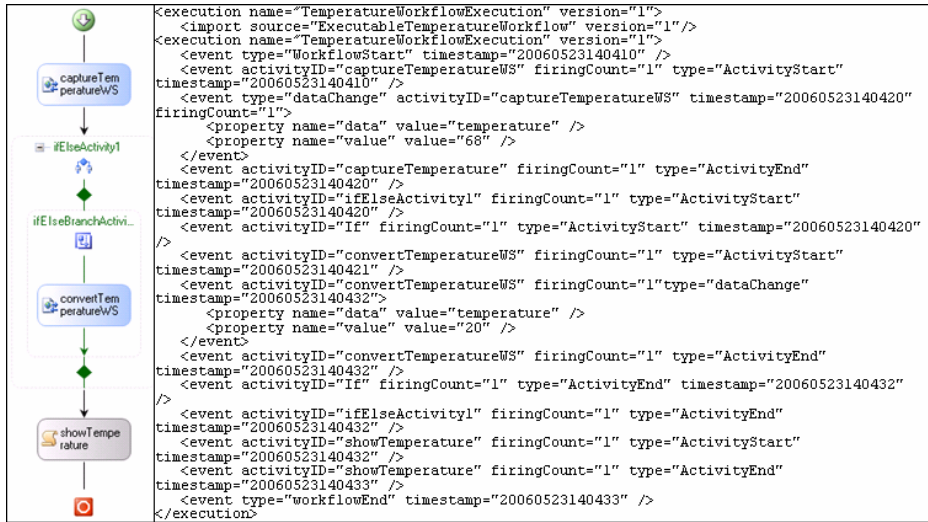 captureTem
peratureWS
ifElseActivity1
ifElseBranchActivi...
convertTem
peratureWS
showTempe
rature
<execution name="TemperatureWorkflowExecution" version="1">
<import source="ExecutableTemperatureWorkflow" version="1"/>
<execution name="TemperatureWorkflowExecution" version="1">
<event type="WorkflowStart" timestamp="20060523140410" />
<event activityID="captureTemperatureWS" firingCount="1" type="ActivityStart"
timestamp="20060523140410" />
<event type="dataChange" activityID="captureTemperatureWS" timestamp="20060523140420"
firingCount="1">
<property name="data" value="temperature" />
<property name="value" value="68" />
</event>
<event activityID="captureTemperature" firingCount="1" type="ActivityEnd"
timestamp="20060523140420" />
<event activityID="ifElseActivity1" firingCount="1" type="ActivityStart"
timestamp="20060523140420" />
<event activityID="If" firingCount="1" type="ActivityStart" timestamp="20060523140420"
/>
<event activityID="convertTemperatureWS" firingCount="1" type="ActivityStart"
timestamp="20060523140421" />
<event activityID="convertTemperatureWS" firingCount="1"type="dataChange"
timestamp="20060523140432">
<property name="data" value="temperature" />
<property name="value" value="20" />
</event>
<event activityID="convertTemperatureWS" firingCount="1" type="ActivityEnd"
timestamp="20060523140432" />
<event activityID="If" firingCount="1" type="ActivityEnd" timestamp="20060523140432"
/>
<event activityID="ifElseActivity1" firingCount="1" type="ActivityEnd"
timestamp="20060523140432" />
<event activityID="showTemperature" firingCount="1" type="ActivityStart"
timestamp="20060523140432" />
<event activityID="showTemperature" firingCount="1" type="ActivityEnd"
timestamp="20060523140433" />
<event type="workflowEnd" timestamp="20060523140433" />
</execution>